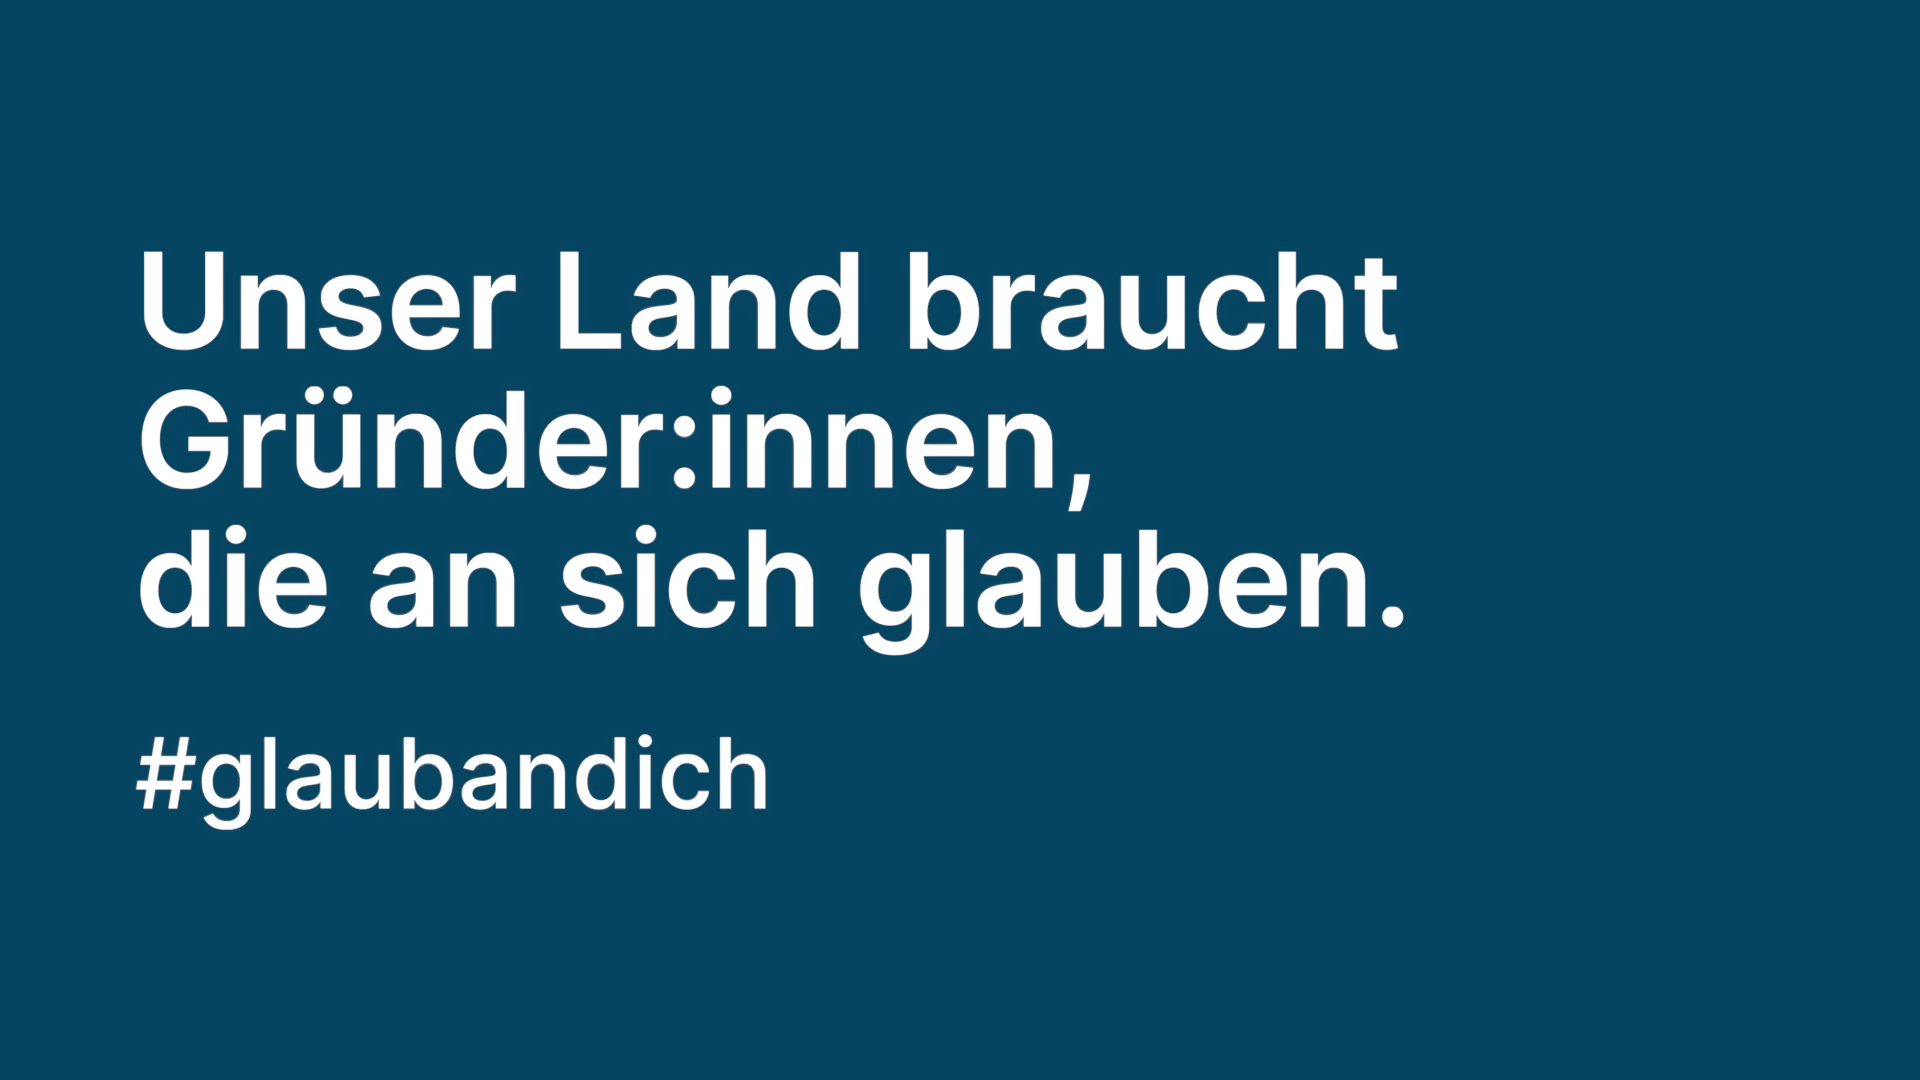 Unser Land braucht
Gründer:innen,
die an sich glauben.
#glaubandich